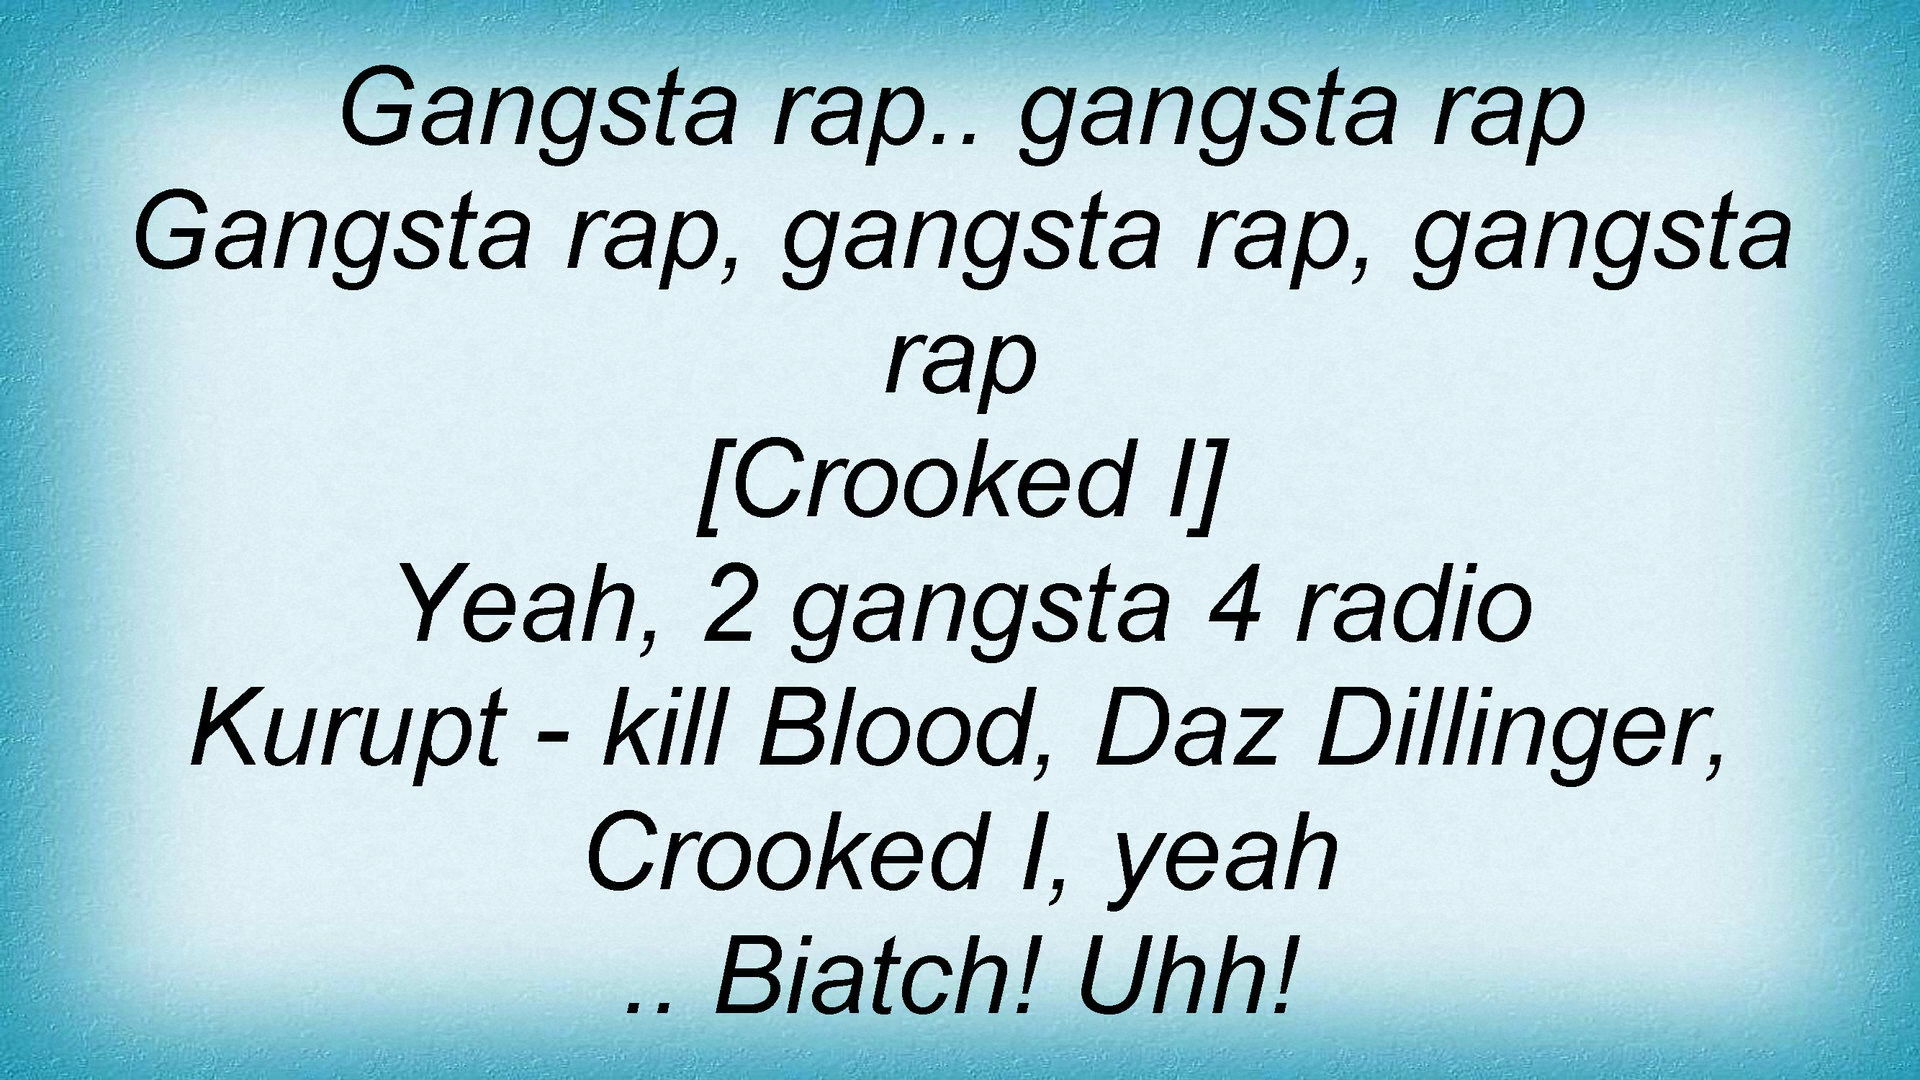 Gangsta rap.. gangsta rap
Gangsta rap, gangsta rap, gangsta
rap
[Crooked I]
Yeah, 2 gangsta 4 radio
Kurupt - kill Blood, Daz Dillinger,
Crooked I, yeah
.. Biatch! Uhh!